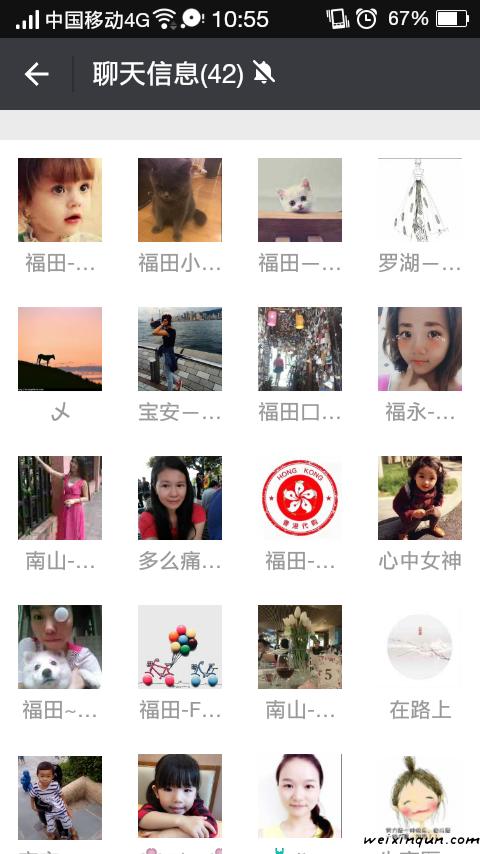 中国移动4G 10:55 67%
聊天信息(42)
福田-... 福田小... 福田一... 罗湖一...
乄 宝安一... 福田口... 福永-...
HONG KONG
香港代购
南山-... 多么痛... 福田-... 心中女神
5
福田~... 福田-F... 南山-... 在路上
weixinqun.com